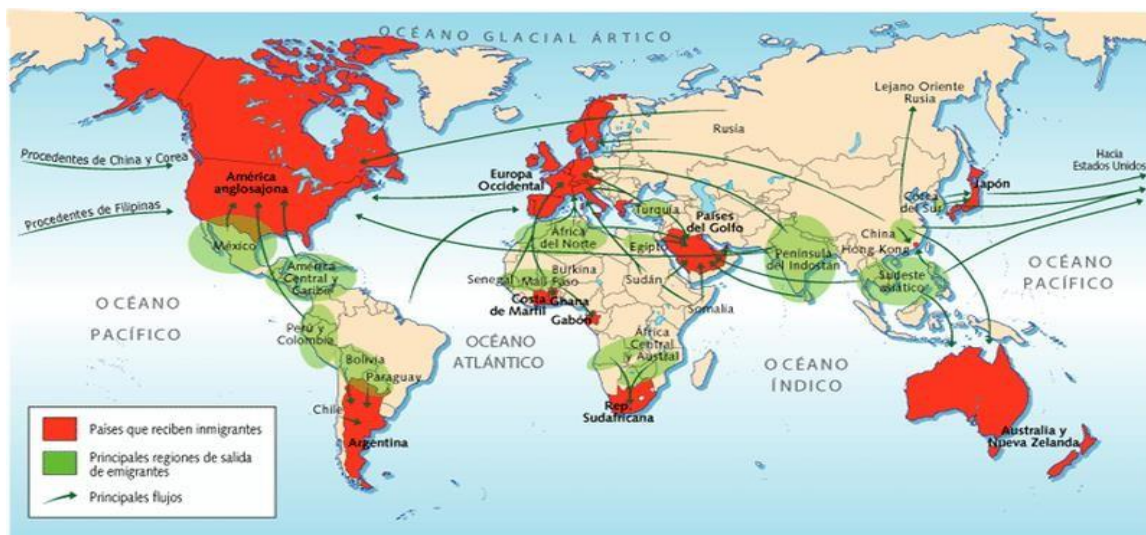 OCÉANO GLACIAL ÁRTICO
Lejano Oriente
Rusia
Rusia
Procedentes de China y Corea
América
anglosajona
Europa
Occidental
Hacia
Estados Unidos
Japón
Corea
del Sur
Procedentes de Filipinas
Turquía
Países
del Golfo
China
México
África
del Norte
Egipto
Península
del Indostán
Hong Kong
América
Central y
Caribe
Senegal
Malí
Burkina
Faso
Sudán
Sudeste
asiático
OCÉANO
PACÍFICO
OCÉANO
PACÍFICO
Costa
de Marfil
Ghana
Gabón
Somalia
Perú y
Colombia
OCÉANO
ATLÁNTICO
África
Central
y Austral
OCÉANO
ÍNDICO
Bolivia
Paraguay
Chile
Rep.
Sudafricana
Argentina
Australia y
Nueva Zelanda
Países que reciben inmigrantes
Principales regiones de salida
de emigrantes
Principales flujos